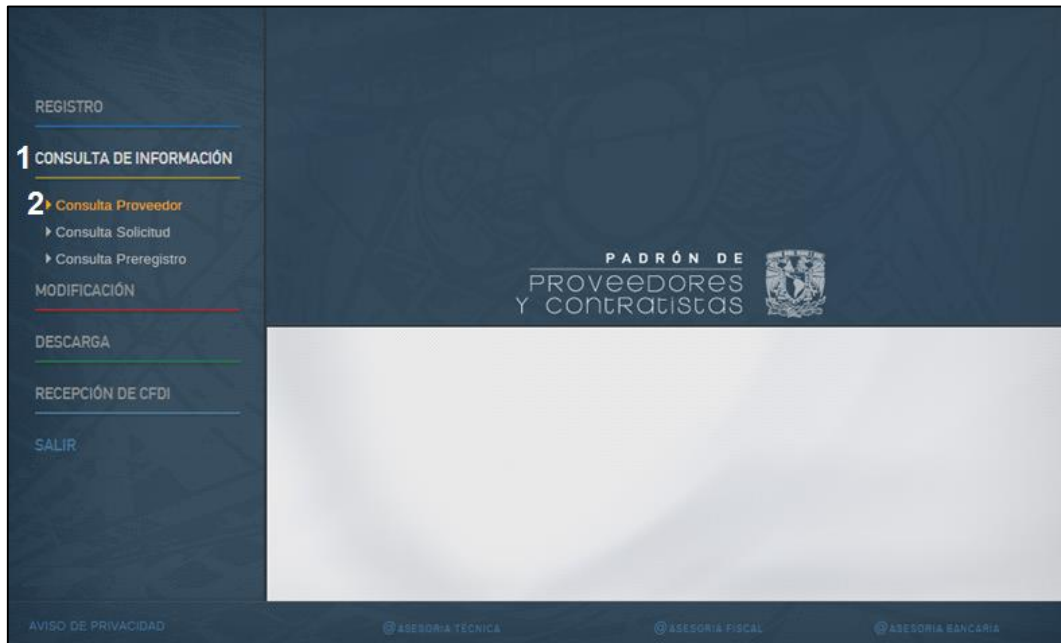 REGISTRO
1 CONSULTA DE INFORMACIÓN
2 Consulta Proveedor
Consulta Solicitud
Consulta Preregistro
MODIFICACIÓN
DESCARGA
RECEPCIÓN DE CFDI
SALIR
PADRÓN DE
PROVEEDORES
Y CONTRATISTAS
AVISO DE PRIVACIDAD
@ASESORIA TECNICA
@ASESORIA FISCAL
@ASESORIA BANCARIA